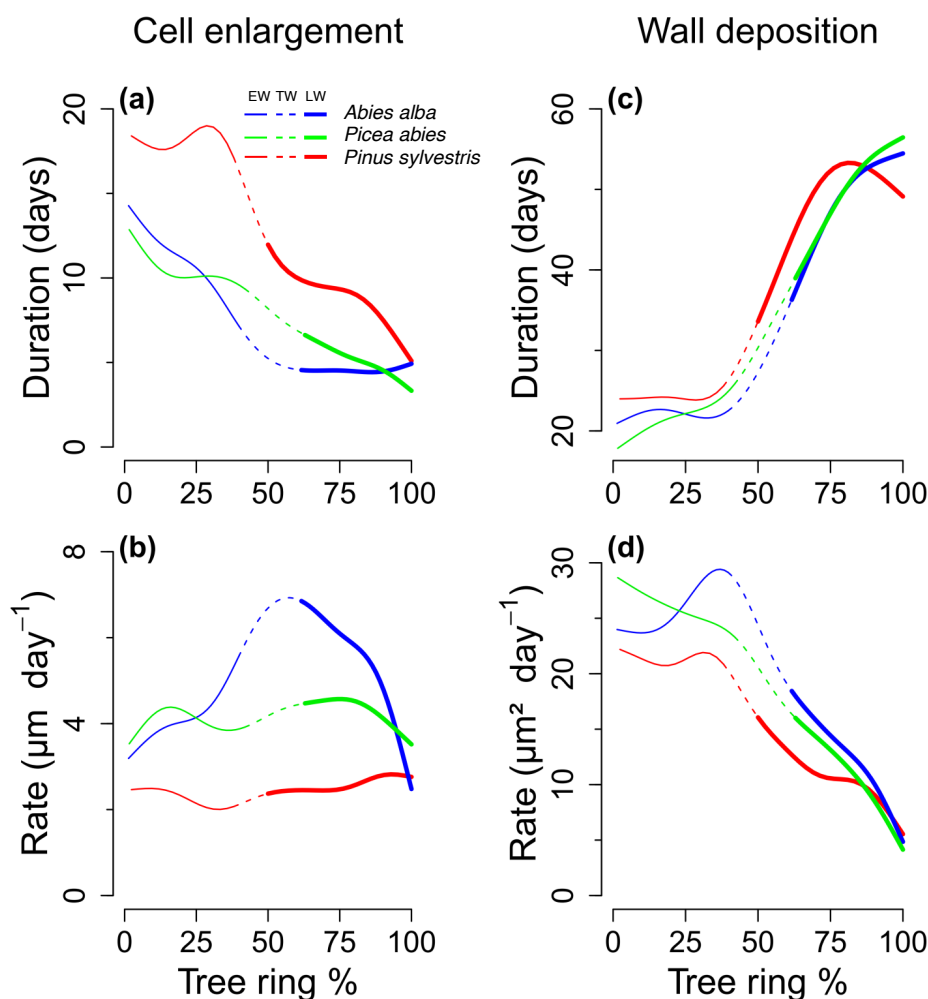 Cell enlargement
Wall deposition
(a)
EW TW LW
Abies alba
Picea abies
Pinus sylvestris
Duration (days)
0 10 20
0 25 50 75 100
(c)
Duration (days)
20 40 60
0 25 50 75 100
(b)
Rate (µm day⁻¹)
0 4 8
0 25 50 75 100
Tree ring %
(d)
Rate (µm² day⁻¹)
0 10 20 30
0 25 50 75 100
Tree ring %